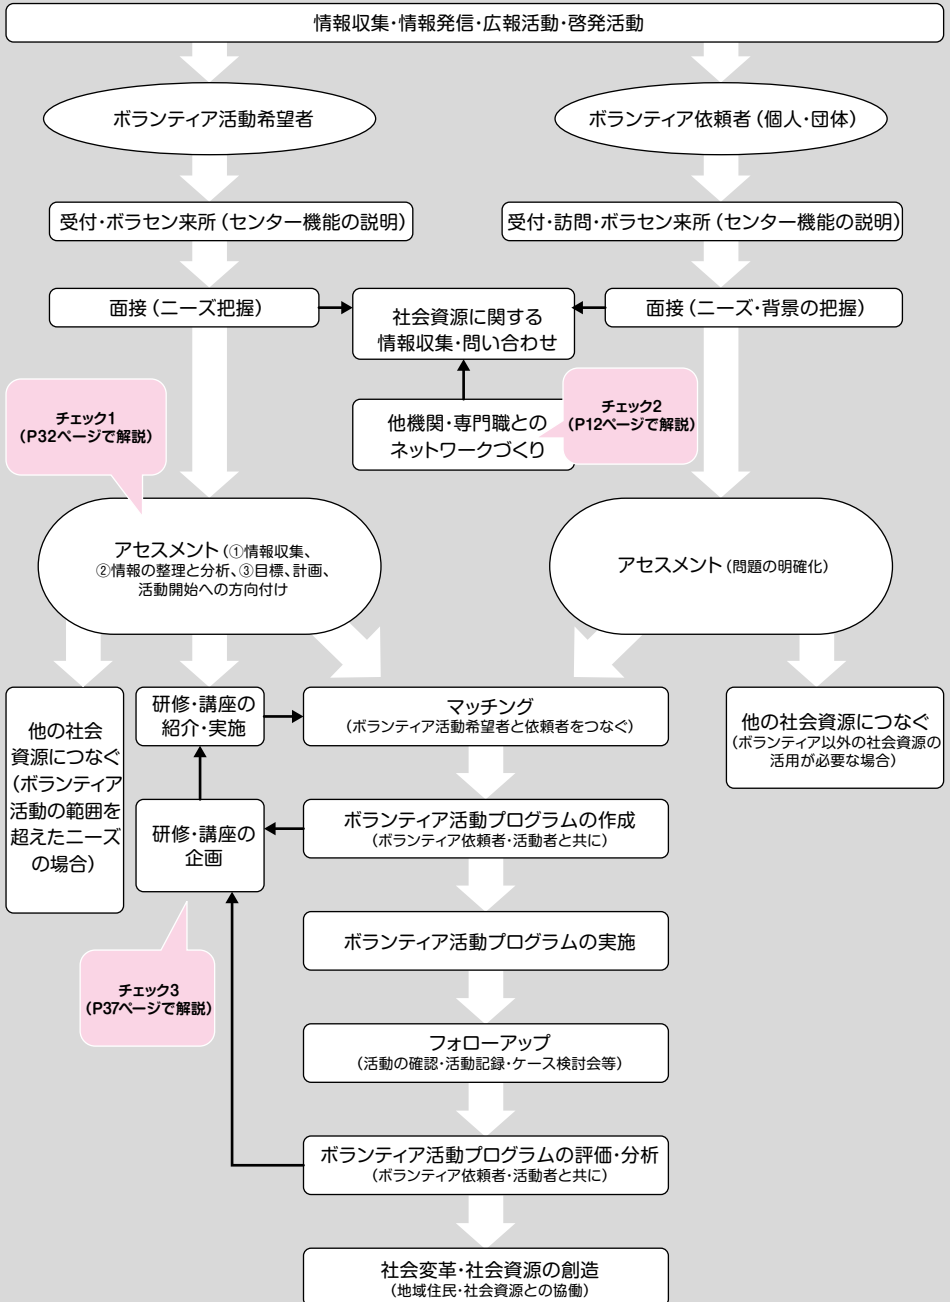 情報収集・情報発信・広報活動・啓発活動
ボランティア活動希望者
ボランティア依頼者（個人・団体）
受付・ボラセン来所（センター機能の説明）
受付・訪問・ボラセン来所（センター機能の説明）
面接（ニーズ把握）
社会資源に関する
情報収集・問い合わせ
面接（ニーズ・背景の把握）
チェック1
（P32ページで解説）
他機関・専門職との
ネットワークづくり
チェック2
（P12ページで解説）
アセスメント（①情報収集、
②情報の整理と分析、③目標、計画、
活動開始への方向付け
アセスメント（問題の明確化）
他の社会
資源につなぐ
（ボランティア
活動の範囲を
超えたニーズ
の場合）
研修・講座の
紹介・実施
マッチング
（ボランティア活動希望者と依頼者をつなぐ）
他の社会資源につなぐ
（ボランティア以外の社会資源の
活用が必要な場合）
研修・講座の
企画
ボランティア活動プログラムの作成
（ボランティア依頼者・活動者と共に）
ボランティア活動プログラムの実施
チェック3
（P37ページで解説）
フォローアップ
（活動の確認・活動記録・ケース検討会等）
ボランティア活動プログラムの評価・分析
（ボランティア依頼者・活動者と共に）
社会変革・社会資源の創造
（地域住民・社会資源との協働）